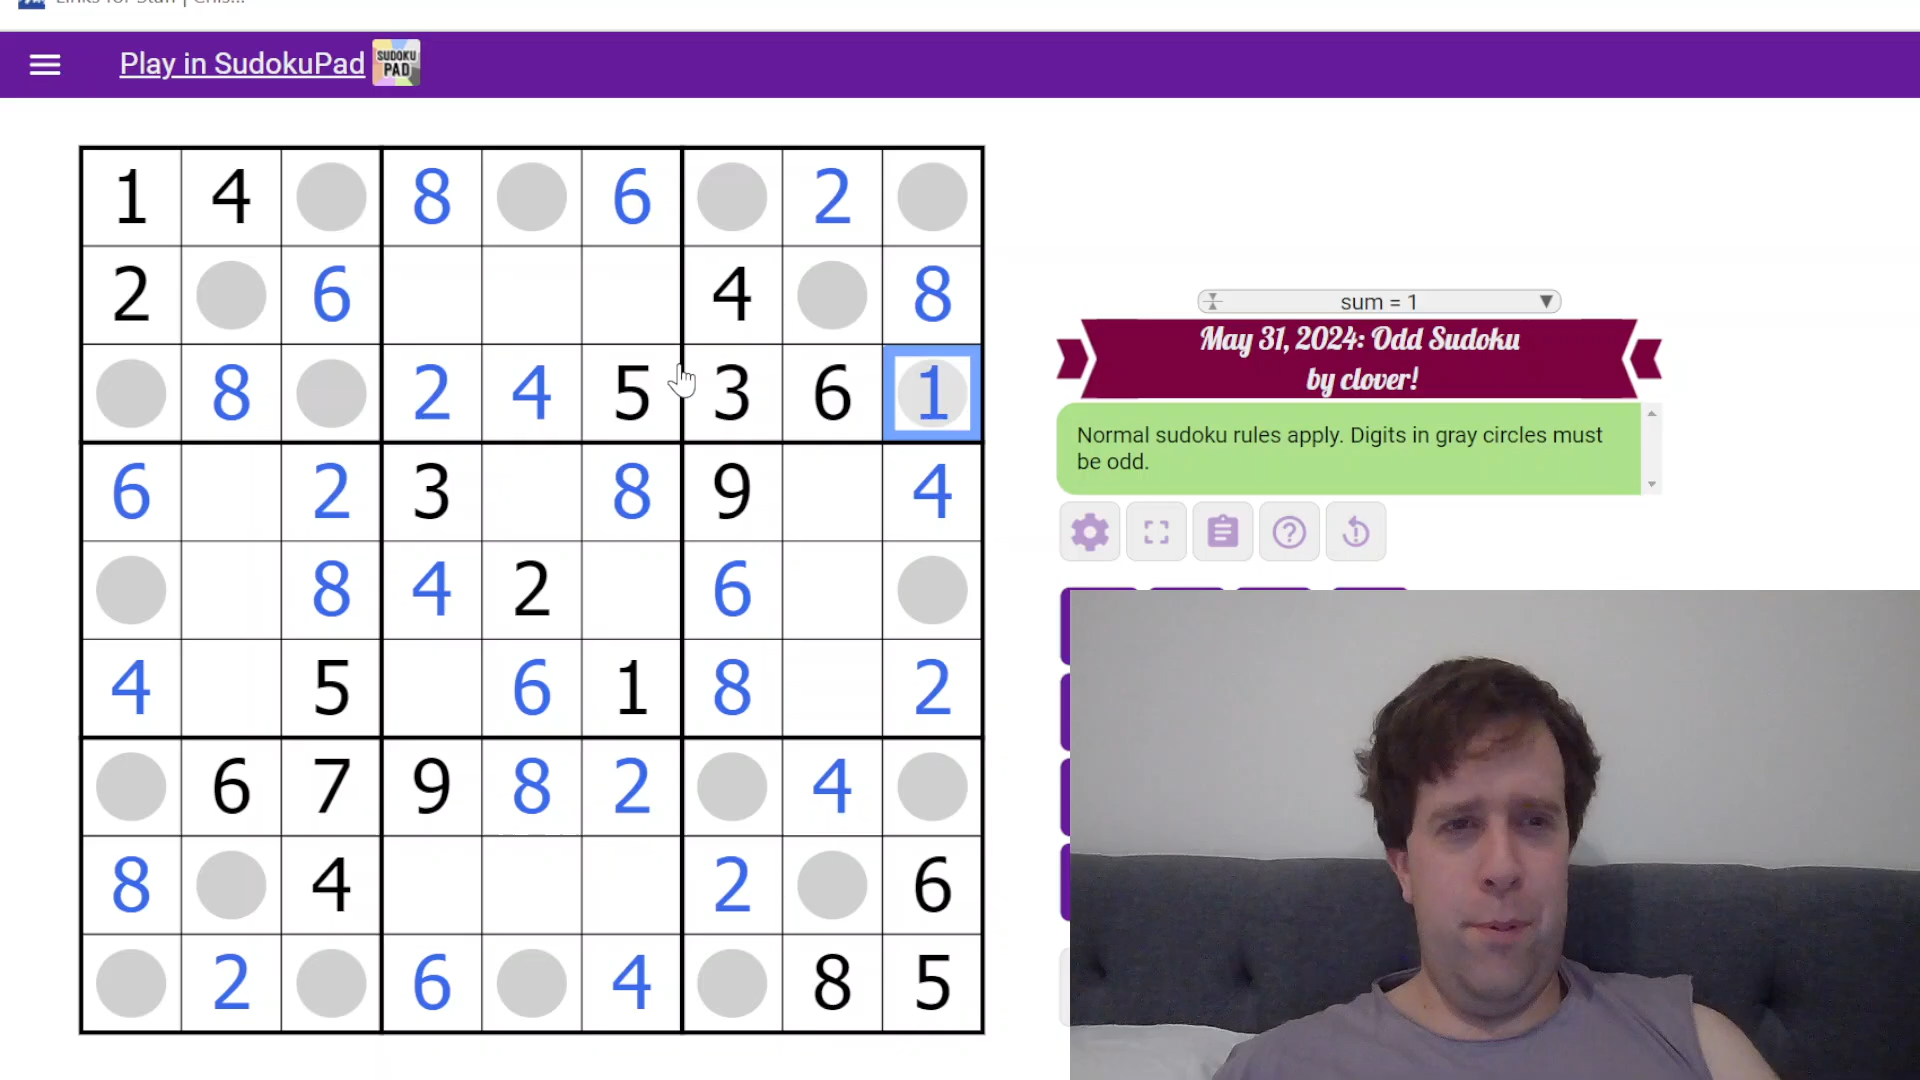 Play in SudokuPad SUDOKU PAD
1 4 8 6 2
2 6 4 8
8 2 4 5 3 6 1
6 2 3 8 9 4
8 4 2 6
4 5 6 1 8 2
6 7 9 8 2 4
8 4 2 6
2 6 4 8 5
sum = 1
May 31, 2024: Odd Sudoku
by clover!
Normal sudoku rules apply. Digits in gray circles must
be odd.